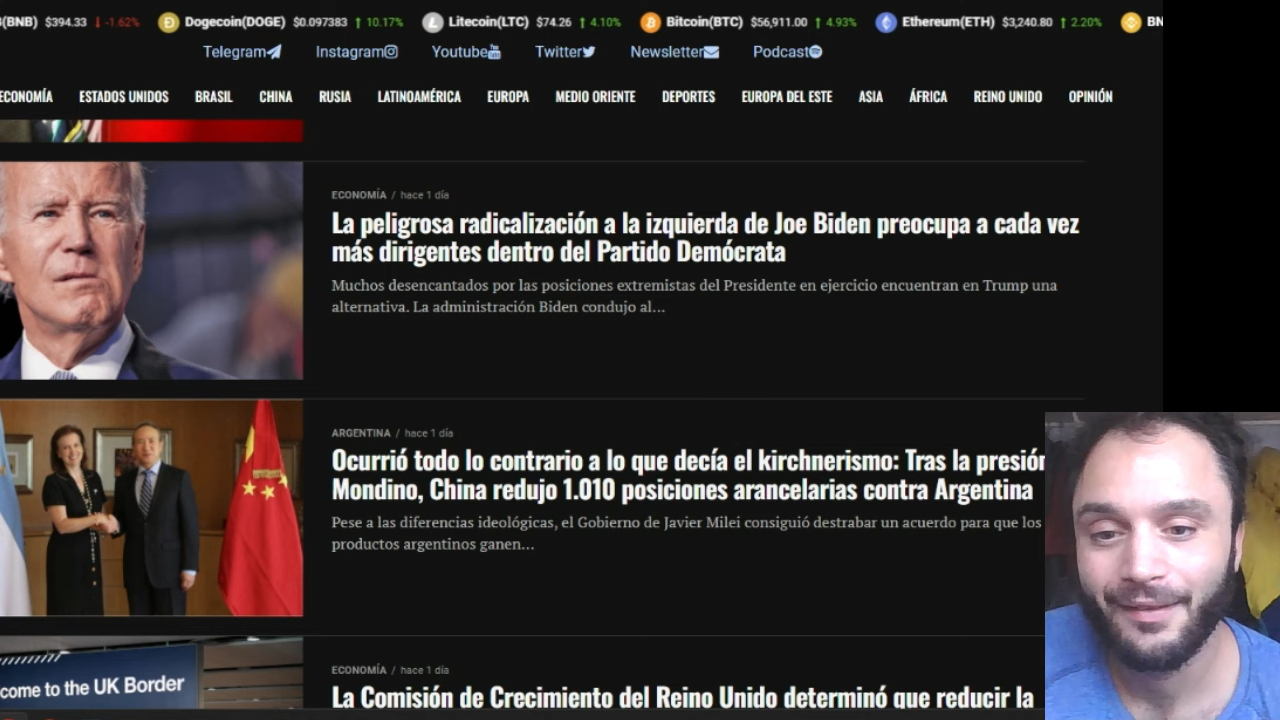 (BNB) $394.33 -1.62% Dogecoin(DOGE) $0.097383 ↑ 10.17% Litecoin(LTC) $74.26 ↑ 4.10% Bitcoin(BTC) $56,911.00 ↑ 4.93% Ethereum(ETH) $3,240.80 ↑ 2.20% BN
Telegram Instagram Youtube Twitter Newsletter Podcast
ECONOMÍA ESTADOS UNIDOS BRASIL CHINA RUSIA LATINOAMÉRICA EUROPA MEDIO ORIENTE DEPORTES EUROPA DEL ESTE ASIA ÁFRICA REINO UNIDO OPINIÓN
ECONOMÍA / hace 1 día
La peligrosa radicalización a la izquierda de Joe Biden preocupa a cada vez
más dirigentes dentro del Partido Demócrata
Muchos desencantados por las posiciones extremistas del Presidente en ejercicio encuentran en Trump una
alternativa. La administración Biden condujo al...
ARGENTINA / hace 1 día
Ocurrió todo lo contrario a lo que decía el kirchnerismo: Tras la presión
Mondino, China redujo 1.010 posiciones arancelarias contra Argentina
Pese a las diferencias ideológicas, el Gobierno de Javier Milei consiguió destrabar un acuerdo para que los
productos argentinos ganen...
come to the UK Border
ECONOMÍA / hace 1 día
La Comisión de Crecimiento del Reino Unido determinó que reducir la